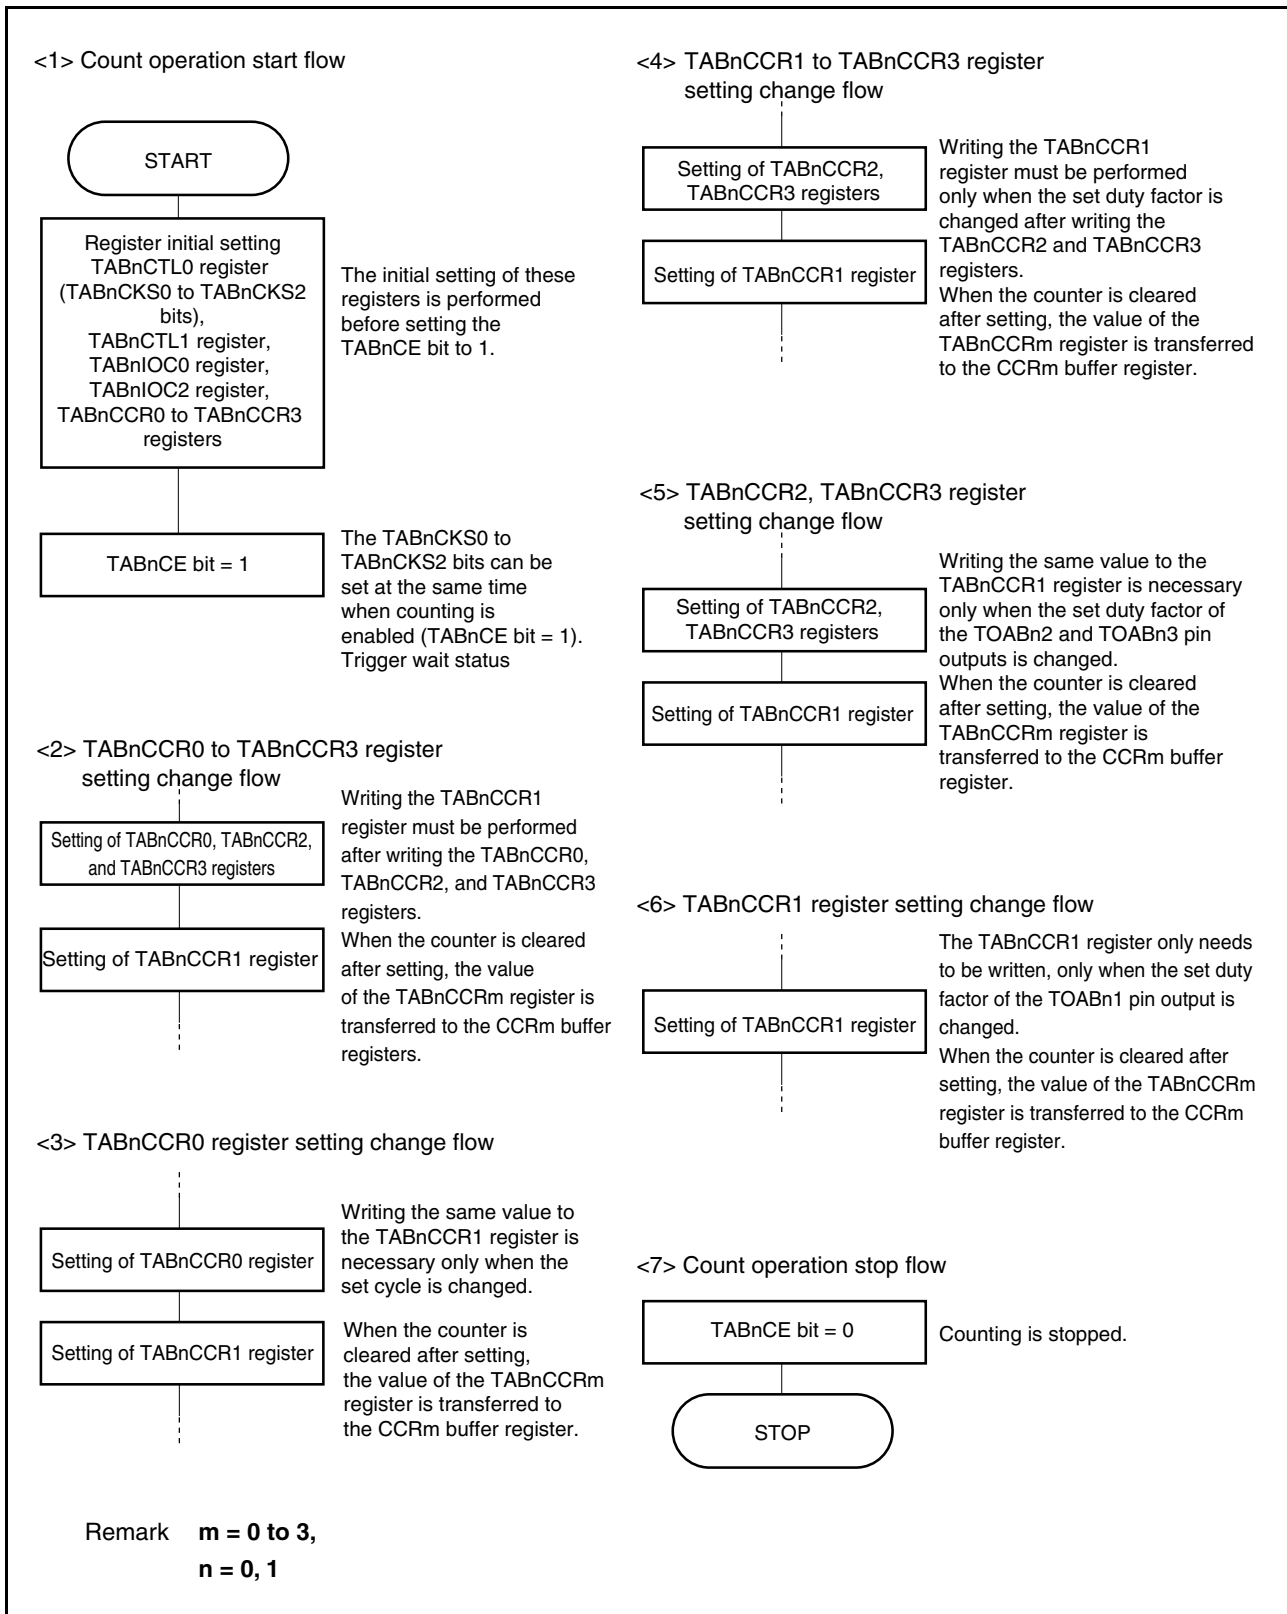 <1> Count operation start flow
START
Register initial setting
TABnCTL0 register
(TABnCKS0 to TABnCKS2
bits),
TABnCTL1 register,
TABnIOC0 register,
TABnIOC2 register,
TABnCCR0 to TABnCCR3
registers
The initial setting of these
registers is performed
before setting the
TABnCE bit to 1.
TABnCE bit = 1
The TABnCKS0 to
TABnCKS2 bits can be
set at the same time
when counting is
enabled (TABnCE bit = 1).
Trigger wait status
<2> TABnCCR0 to TABnCCR3 register
setting change flow
Setting of TABnCCR0, TABnCCR2,
and TABnCCR3 registers
Setting of TABnCCR1 register
Writing the TABnCCR1
register must be performed
after writing the TABnCCR0,
TABnCCR2, and TABnCCR3
registers.
When the counter is cleared
after setting, the value
of the TABnCCRm register is
transferred to the CCRm buffer
registers.
<3> TABnCCR0 register setting change flow
Setting of TABnCCR0 register
Writing the same value to
the TABnCCR1 register is
necessary only when the
set cycle is changed.
Setting of TABnCCR1 register
When the counter is
cleared after setting,
the value of the TABnCCRm
register is transferred to
the CCRm buffer register.
<4> TABnCCR1 to TABnCCR3 register
setting change flow
Setting of TABnCCR2,
TABnCCR3 registers
Setting of TABnCCR1 register
Writing the TABnCCR1
register must be performed
only when the set duty factor is
changed after writing the
TABnCCR2 and TABnCCR3
registers.
When the counter is cleared
after setting, the value of the
TABnCCRm register is transferred
to the CCRm buffer register.
<5> TABnCCR2, TABnCCR3 register
setting change flow
Setting of TABnCCR2,
TABnCCR3 registers
Setting of TABnCCR1 register
Writing the same value to the
TABnCCR1 register is necessary
only when the set duty factor of
the TOABn2 and TOABn3 pin
outputs is changed.
When the counter is cleared
after setting, the value of the
TABnCCRm register is
transferred to the CCRm buffer
register.
<6> TABnCCR1 register setting change flow
Setting of TABnCCR1 register
The TABnCCR1 register only needs
to be written, only when the set duty
factor of the TOABn1 pin output is
changed.
When the counter is cleared after
setting, the value of the TABnCCRm
register is transferred to the CCRm
buffer register.
<7> Count operation stop flow
TABnCE bit = 0
Counting is stopped.
STOP
Remark m = 0 to 3,
n = 0, 1